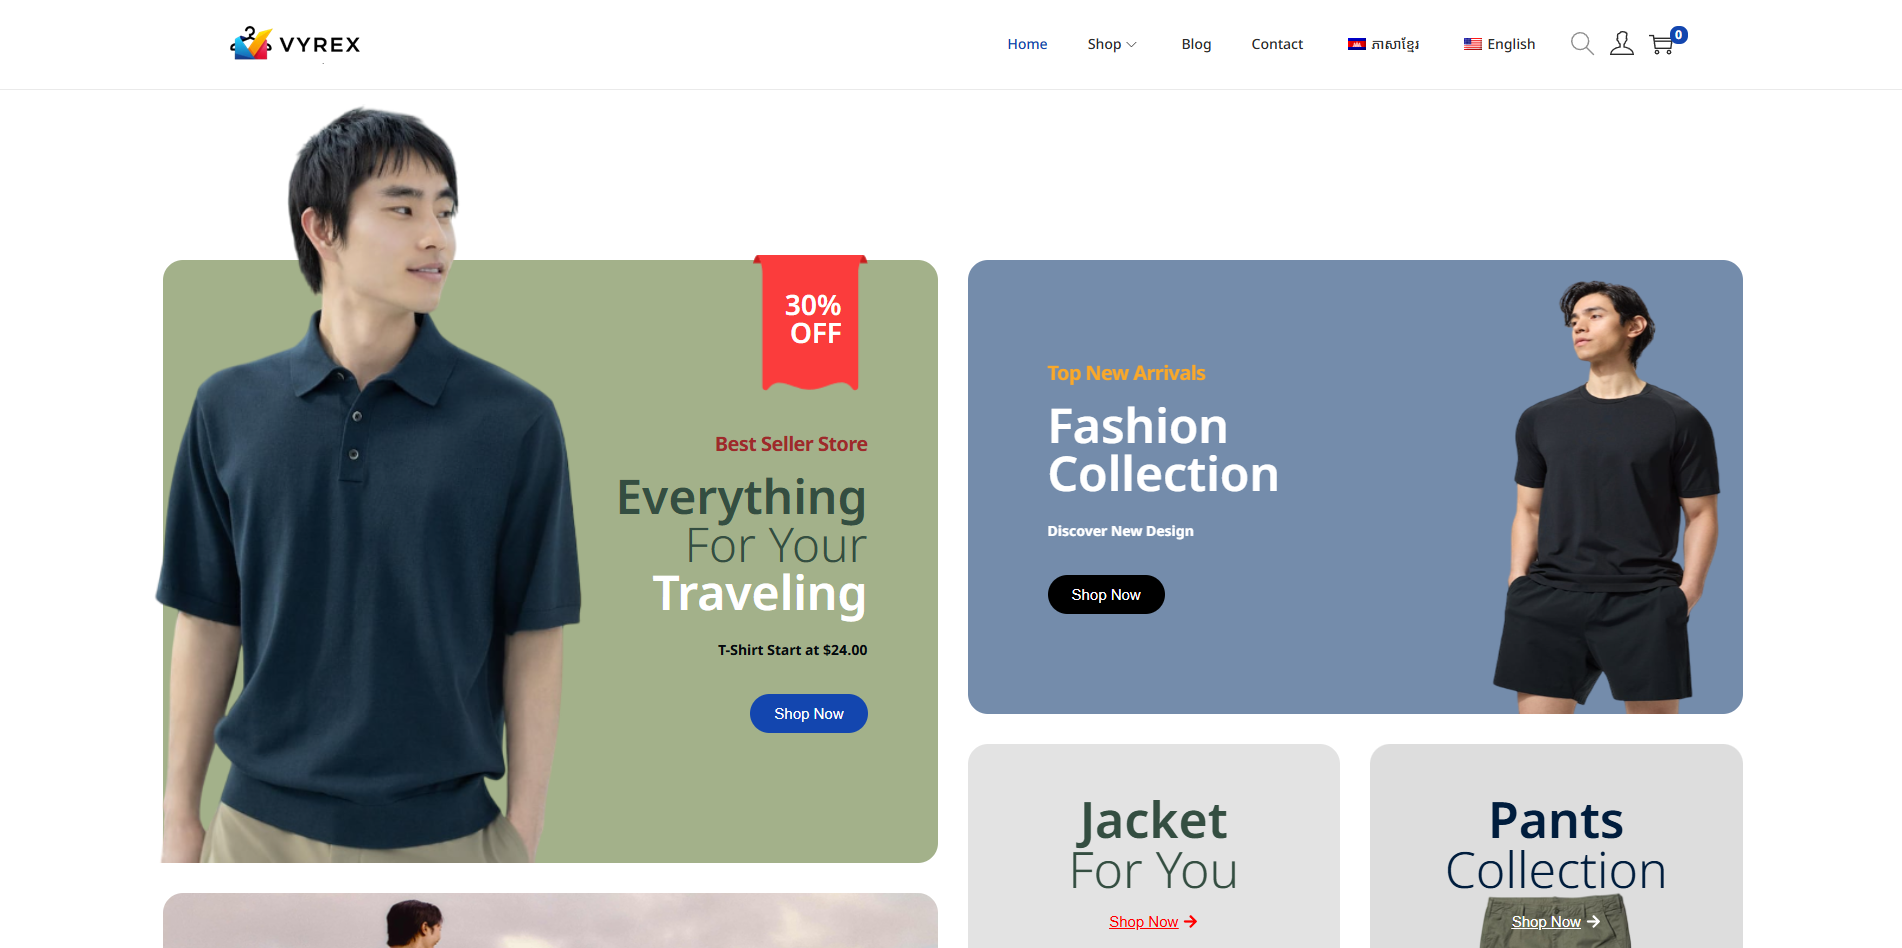 VYREX
Home
Shop
Blog
Contact
ភាសាខ្មែរ
English
0
30%
OFF
Best Seller Store
Everything
For Your
Traveling
T-Shirt Start at $24.00
Shop Now
Top New Arrivals
Fashion
Collection
Discover New Design
Shop Now
Jacket
For You
Shop Now
Pants
Collection
Shop Now